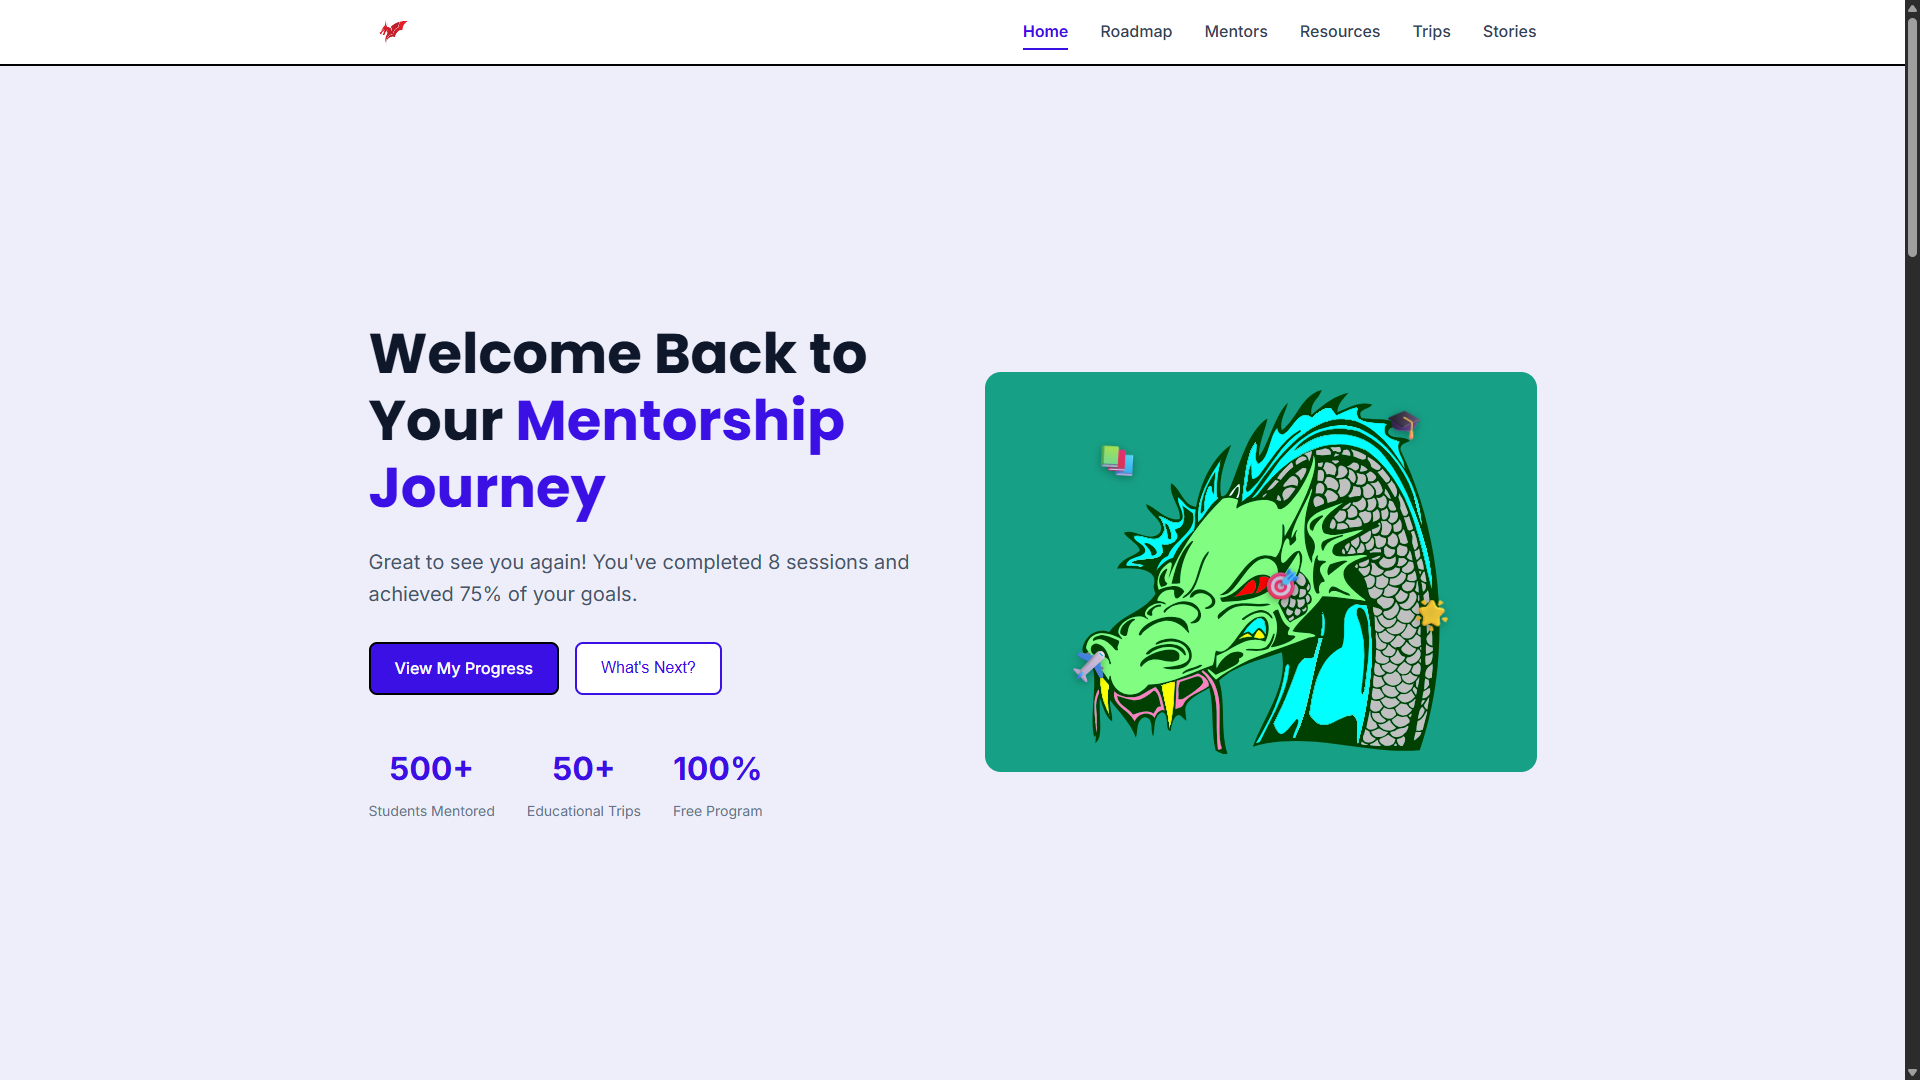 Home Roadmap Mentors Resources Trips Stories
Welcome Back to
Your Mentorship
Journey
Great to see you again! You've completed 8 sessions and
achieved 75% of your goals.
View My Progress What's Next?
500+ 50+ 100%
Students Mentored Educational Trips Free Program